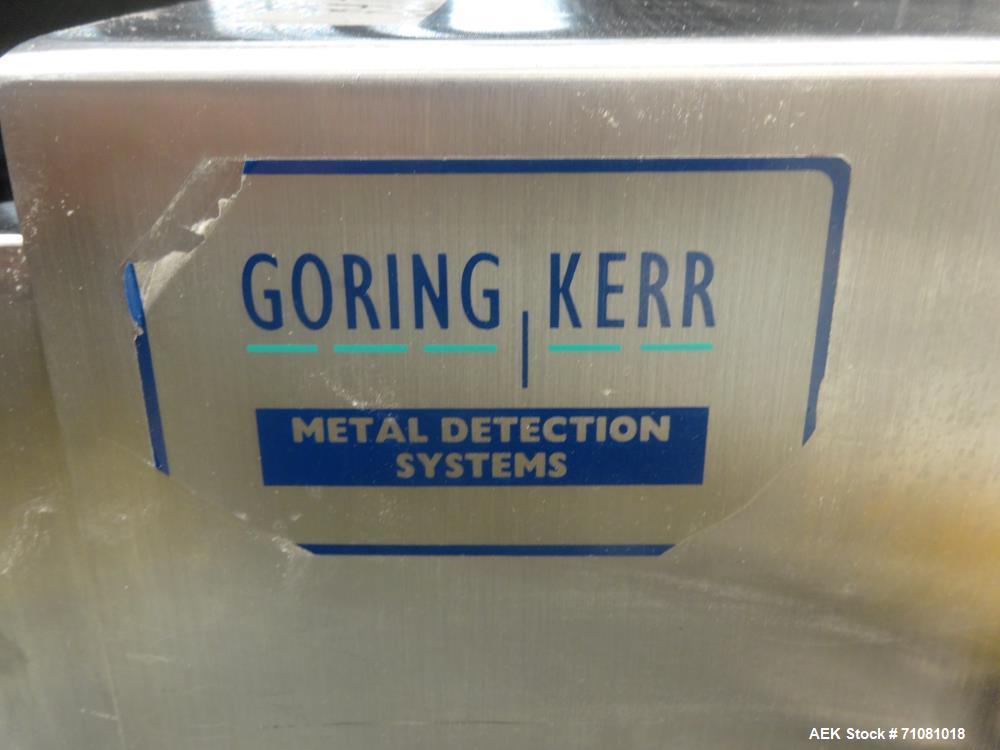 GORING KERR
METAL DETECTION
SYSTEMS
AEK Stock # 71081018